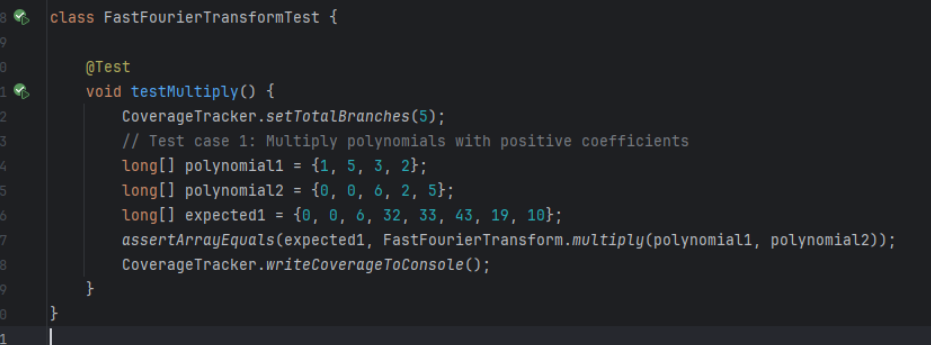 8 class FastFourierTransformTest {
9
0 @Test
1 void testMultiply() {
2 CoverageTracker.setTotalBranches(5);
3 // Test case 1: Multiply polynomials with positive coefficients
4 long[] polynomial1 = {1, 5, 3, 2};
5 long[] polynomial2 = {0, 0, 6, 2, 5};
6 long[] expected1 = {0, 0, 6, 32, 33, 43, 19, 10};
7 assertArrayEquals(expected1, FastFourierTransform.multiply(polynomial1, polynomial2));
8 CoverageTracker.writeCoverageToConsole();
9 }
0 }
1